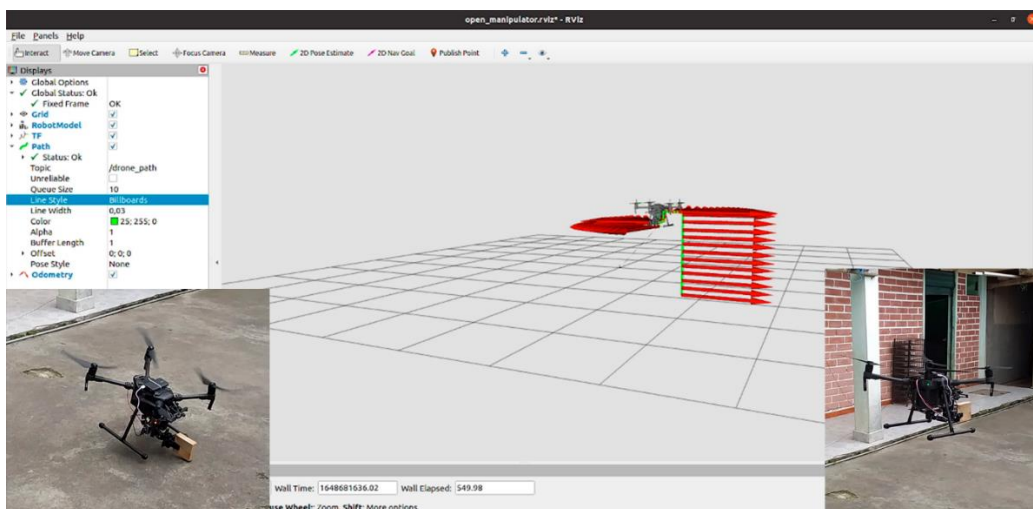 open_manipulator.rviz* - RViz
File Panels Help
Interact Move Camera Select Focus Camera Measure 2D Pose Estimate 2D Nav Goal Publish Point
Displays
Global Options
Global Status: Ok
Fixed Frame OK
Grid
RobotModel
TF
Path
Status: Ok
Topic /drone_path
Unreliable
Queue Size 10
Line Style Billboards
Line Width 0,03
Color 25; 255; 0
Alpha 1
Buffer Length 1
Offset 0; 0; 0
Pose Style None
Odometry
Wall Time: 1648681636.02 Wall Elapsed: 549.98
Wheel: Zoom. Shift: More options.